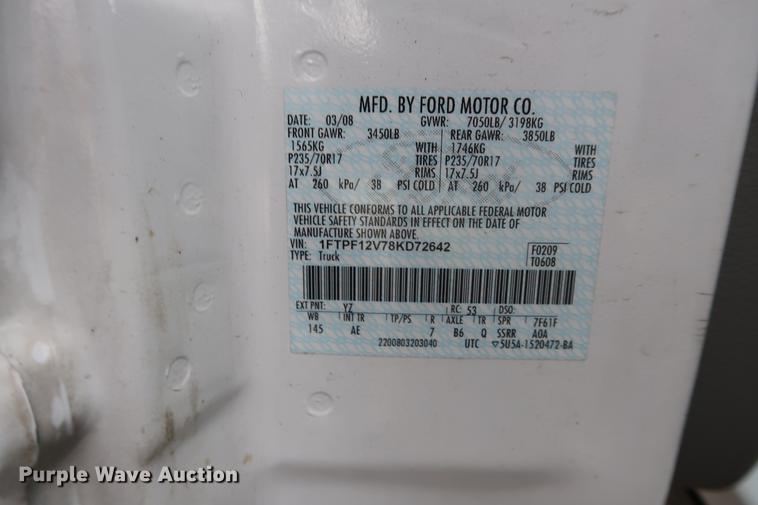 MFD. BY FORD MOTOR CO.
DATE: 03/08 GVWR: 7050LB/ 3198KG
FRONT GAWR: 3450LB REAR GAWR: 3850LB
1565KG WITH 1746KG WITH
P235/70R17 TIRES P235/70R17 TIRES
17x7.5J RIMS 17x7.5J RIMS
AT 260 kPa/ 38 PSI COLD AT 260 kPa/ 38 PSI COLD
THIS VEHICLE CONFORMS TO ALL APPLICABLE FEDERAL MOTOR
VEHICLE SAFETY STANDARDS IN EFFECT ON THE DATE OF
MANUFACTURE SHOWN ABOVE.
VIN: 1FTPF12V78KD72642 F0209
TYPE: Truck T0608
EXT PNT: YZ RC: 53 DSO:
WB INT TR TP/PS R AXLE TR SPR 7F61F
145 AE 7 B6 Q SSRR A0A
2200803203040 UTC ▽5U5A-1520472-BA
Purple Wave Auction